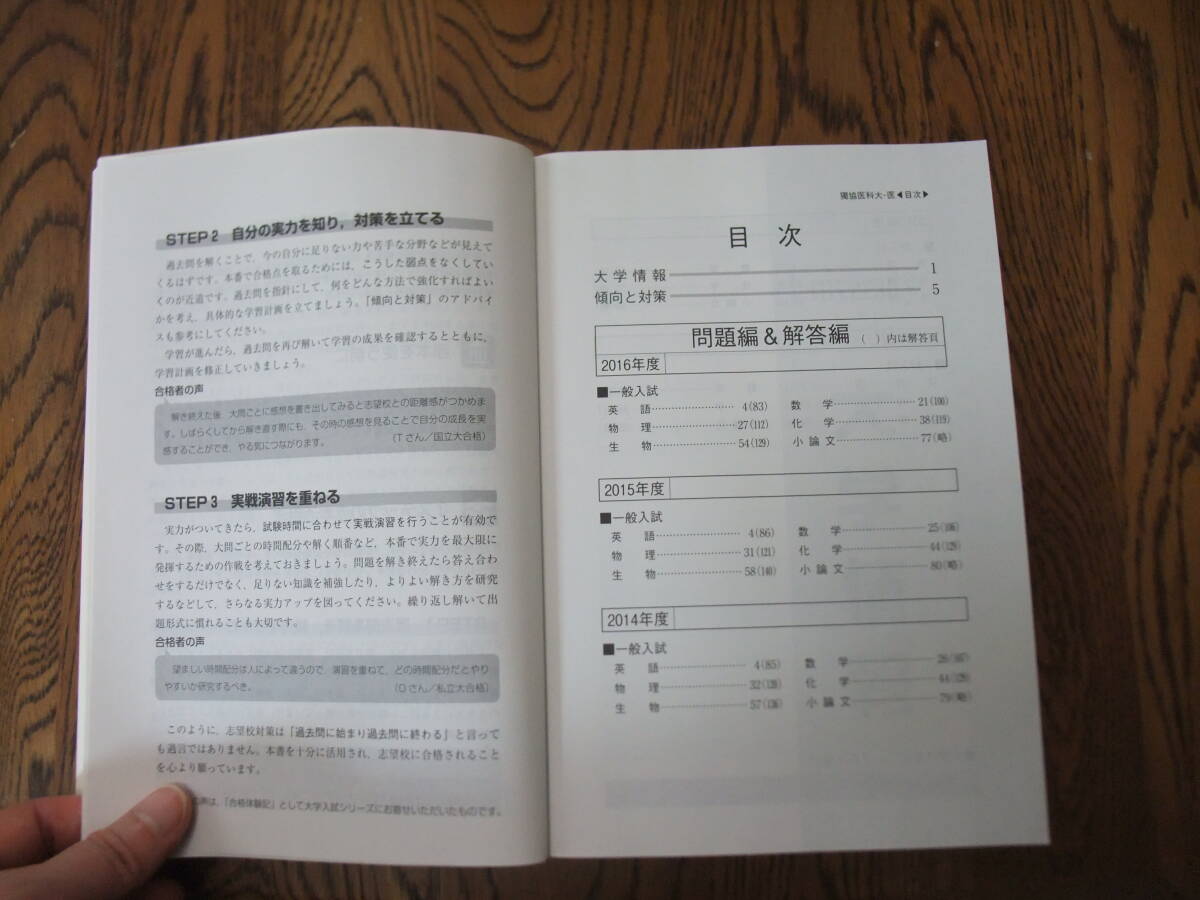 STEP 2 自分の実力を知り，対策を立てる
過去問を解くことで，今の自分に足りない力や苦手な分野などが見えて
くるはずです。本番で合格点を取るためには，こうした弱点をなくしてい
くのが近道です。過去問を指針にして，何をどんな方法で強化すればよい
かを考え，具体的な学習計画を立てましょう。「傾向と対策」のアドバイ
スも参考にしてください。
学習が進んだら，過去問を再び解いて学習の成果を確認するとともに，
学習計画を修正していきましょう。
合格者の声
解き終えた後，大問ごとに感想を書き出してみると志望校との距離感がつかめま
す。しばらくしてから解き直す際にも，その時の感想を見ることで自分の成長を実
感することができ，やる気につながります。 （Tさん／国立大合格）
STEP 3 実戦演習を重ねる
実力がついてきたら，試験時間に合わせて実戦演習を行うことが有効で
す。その際，大問ごとの時間配分や解く順番など，本番で実力を最大限に
発揮するための作戦を考えておきましょう。問題を解き終えたら答え合わ
せをするだけでなく，足りない知識を補強したり，よりよい解き方を研究
するなどして，さらなる実力アップを図ってください。繰り返し解いて出
題形式に慣れることも大切です。
合格者の声
望ましい時間配分は人によって違うので，演習を重ねて，どの時間配分だとやり
やすいか研究するべき。 （Oさん／私立大合格）
このように，志望校対策は「過去問に始まり過去問に終わる」と言って
も過言ではありません。本書を十分に活用され，志望校に合格されること
を心より願っています。
声は，「合格体験記」として大学入試シリーズにお寄せいただいたものです。
獨協医科大-医◀目次▶
目 次
大学情報 1
傾向と対策 5
問題編＆解答編 （ ）内は解答頁
2016年度
■一般入試
英 語 4(83) 数 学 21(100)
物 理 27(112) 化 学 38(119)
生 物 54(129) 小論文 77(略)
2015年度
■一般入試
英 語 4(86) 数 学 25(106)
物 理 31(121) 化 学 44(128)
生 物 58(140) 小論文 80(略)
2014年度
■一般入試
英 語 4(85) 数 学
物 理 32(120) 化 学
生 物 57(136) 小論文 79(略)